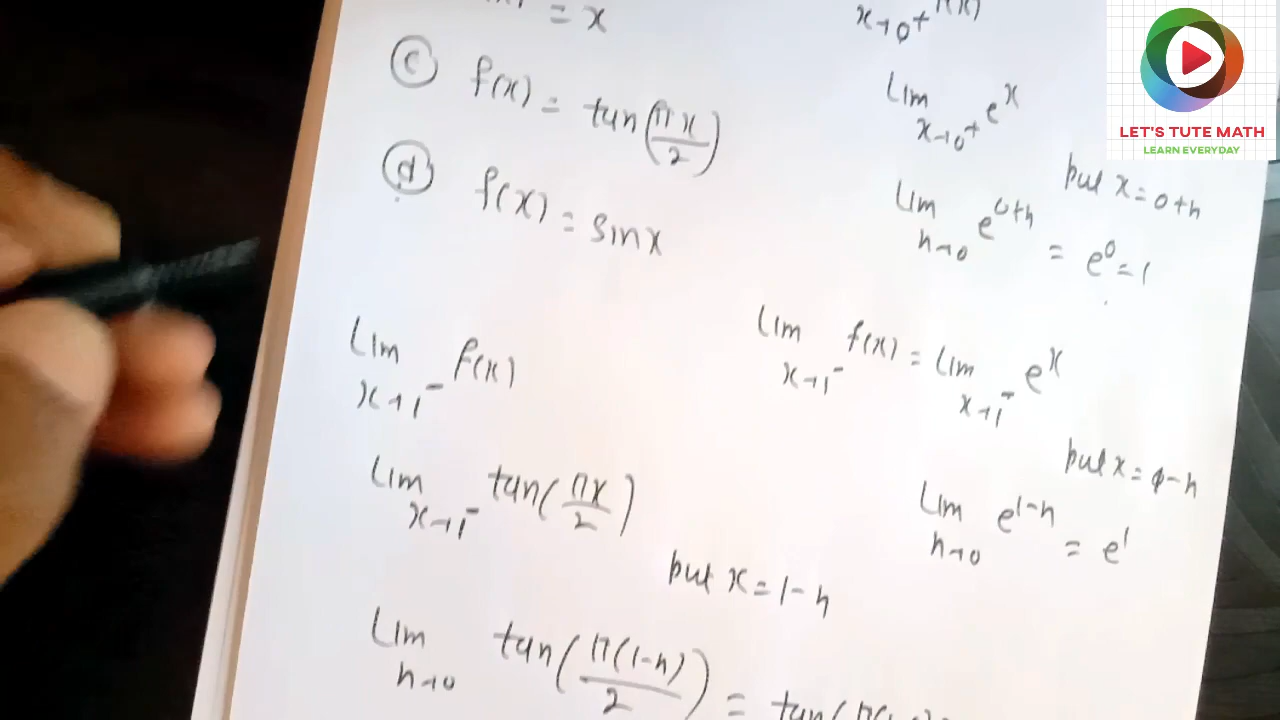 = x
ⓒ f(x) = tan(πx/2)
ⓓ f(x) = sinx
Lim x→1⁻ f(x)
Lim x→1⁻ tan(πx/2)
put x = 1-h
Lim h→0 tan(π(1-h)/2) = tan(
x→0⁺ f(x)
Lim x→0⁺ eˣ
put x = 0+h
Lim h→0 e⁰⁺ʰ = e⁰ = 1
Lim x→1⁻ f(x) = Lim x→1⁻ eˣ
put x = 1-h
Lim h→0 e¹⁻ʰ = e¹
LET'S TUTE MATH
LEARN EVERYDAY